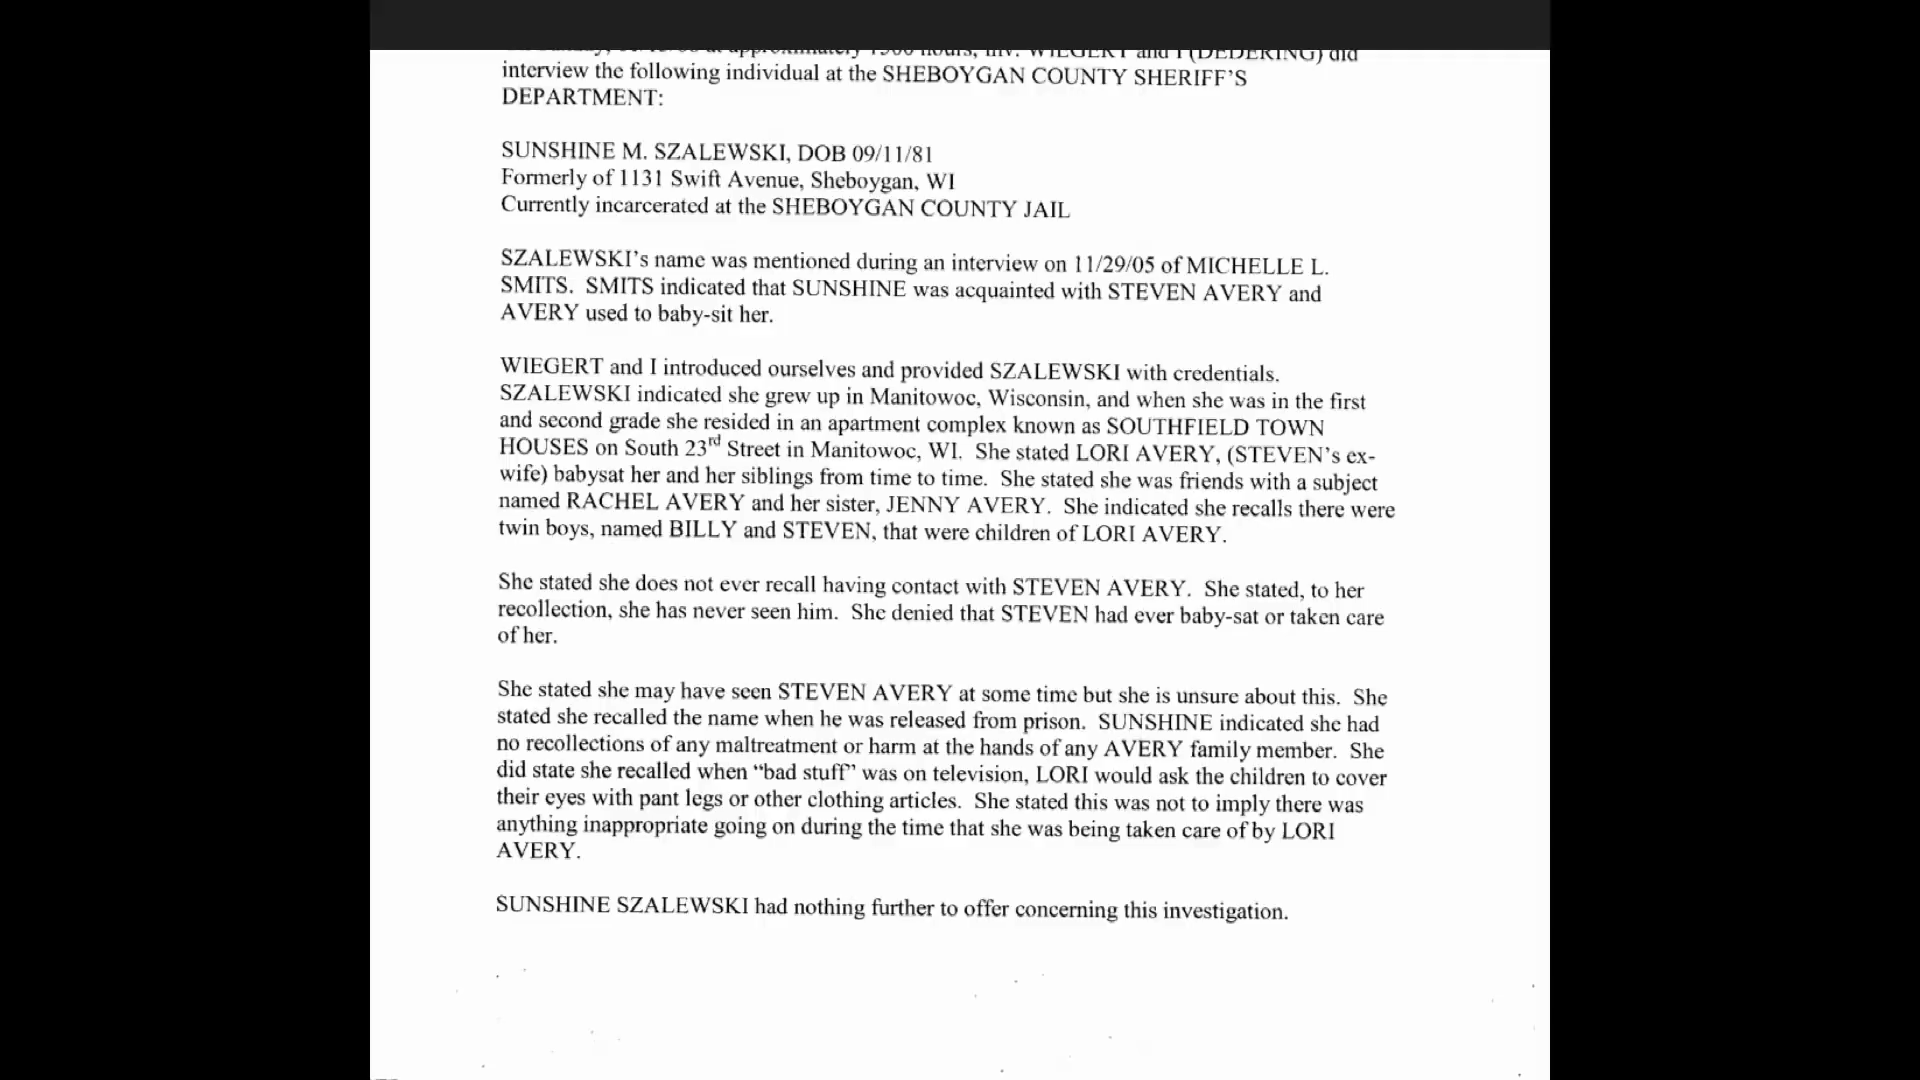 approximately 1500 hours, Inv. WIEGERT and I (DEDERING) did
interview the following individual at the SHEBOYGAN COUNTY SHERIFF'S
DEPARTMENT:
SUNSHINE M. SZALEWSKI, DOB 09/11/81
Formerly of 1131 Swift Avenue, Sheboygan, WI
Currently incarcerated at the SHEBOYGAN COUNTY JAIL
SZALEWSKI's name was mentioned during an interview on 11/29/05 of MICHELLE L.
SMITS. SMITS indicated that SUNSHINE was acquainted with STEVEN AVERY and
AVERY used to baby-sit her.
WIEGERT and I introduced ourselves and provided SZALEWSKI with credentials.
SZALEWSKI indicated she grew up in Manitowoc, Wisconsin, and when she was in the first
and second grade she resided in an apartment complex known as SOUTHFIELD TOWN
HOUSES on South 23rd Street in Manitowoc, WI. She stated LORI AVERY, (STEVEN's ex-
wife) babysat her and her siblings from time to time. She stated she was friends with a subject
named RACHEL AVERY and her sister, JENNY AVERY. She indicated she recalls there were
twin boys, named BILLY and STEVEN, that were children of LORI AVERY.
She stated she does not ever recall having contact with STEVEN AVERY. She stated, to her
recollection, she has never seen him. She denied that STEVEN had ever baby-sat or taken care
of her.
She stated she may have seen STEVEN AVERY at some time but she is unsure about this. She
stated she recalled the name when he was released from prison. SUNSHINE indicated she had
no recollections of any maltreatment or harm at the hands of any AVERY family member. She
did state she recalled when "bad stuff" was on television, LORI would ask the children to cover
their eyes with pant legs or other clothing articles. She stated this was not to imply there was
anything inappropriate going on during the time that she was being taken care of by LORI
AVERY.
SUNSHINE SZALEWSKI had nothing further to offer concerning this investigation.